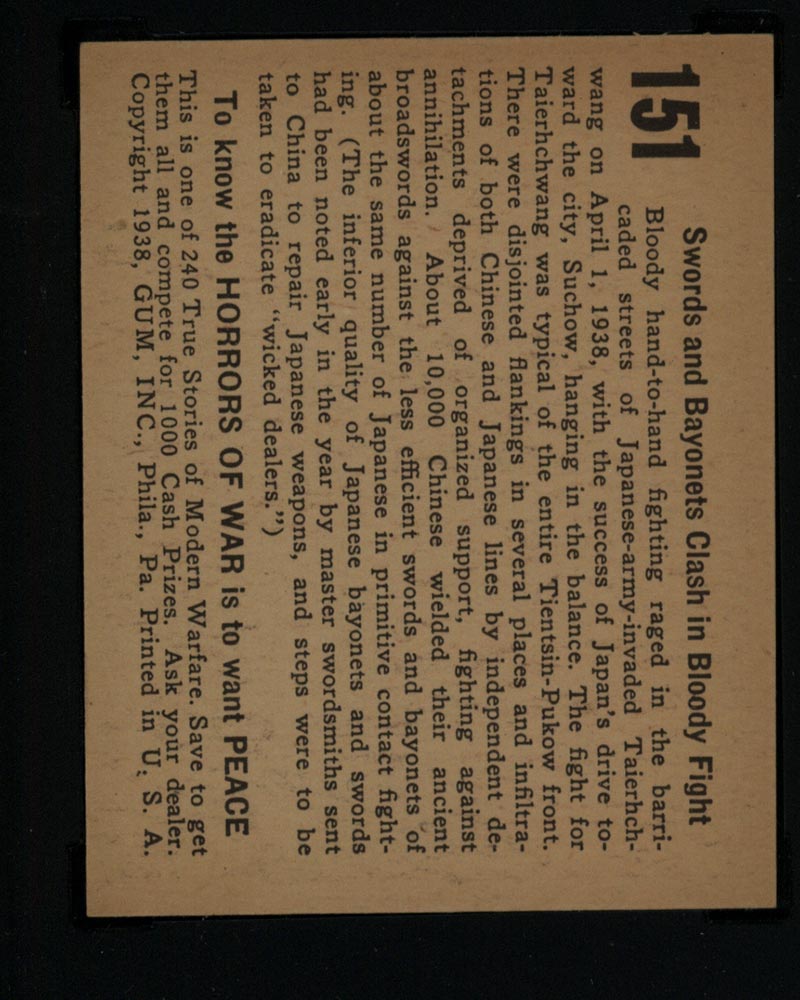 151
Swords and Bayonets Clash in Bloody Fight
Bloody hand-to-hand fighting raged in the barri-
caded streets of Japanese-army-invaded Taierhch-
wang on April 1, 1938, with the success of Japan's drive to-
ward the city, Suchow, hanging in the balance. The fight for
Taierhchwang was typical of the entire Tientsin-Pukow front.
There were disjointed flankings in several places and infiltra-
tions of both Chinese and Japanese lines by independent de-
tachments deprived of organized support, fighting against
annihilation. About 10,000 Chinese wielded their ancient
broadswords against the less efficient swords and bayonets of
about the same number of Japanese in primitive contact fight-
ing. (The inferior quality of Japanese bayonets and swords
had been noted early in the year by master swordsmiths sent
to China to repair Japanese weapons, and steps were to be
taken to eradicate "wicked dealers.")
To know the HORRORS OF WAR is to want PEACE
This is one of 240 True Stories of Modern Warfare. Save to get
them all and compete for 1000 Cash Prizes. Ask your dealer.
Copyright 1938, GUM, INC., Phila., Pa. Printed in U. S. A.